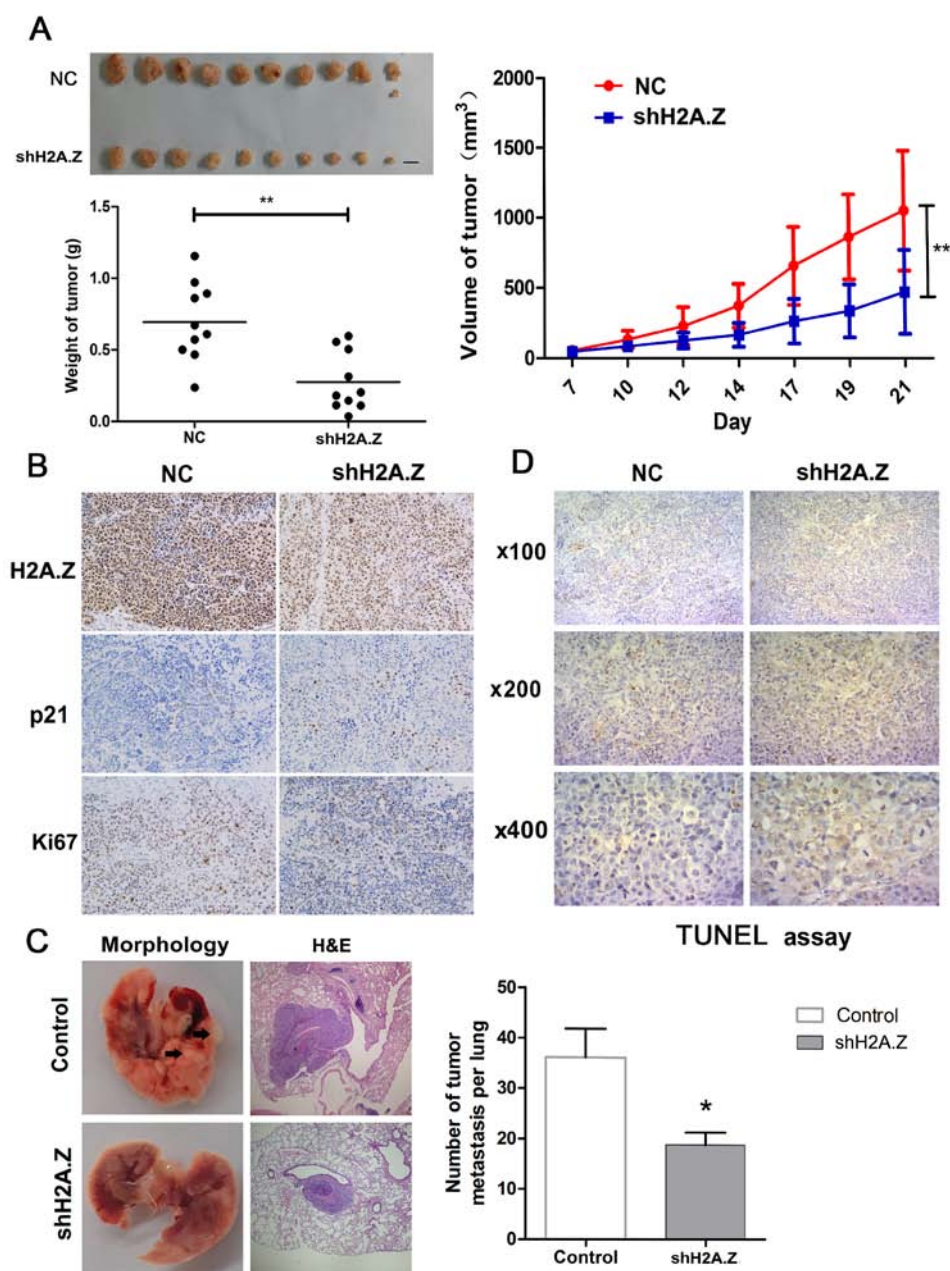 A
NC
shH2A.Z
Weight of tumor (g)
1.5
1.0
0.5
0.0
**
NC
shH2A.Z
Volume of tumor (mm³)
2000
1500
1000
500
0
NC
shH2A.Z
**
7
10
12
14
17
19
21
Day
B
NC
shH2A.Z
H2A.Z
p21
Ki67
D
NC
shH2A.Z
x100
x200
x400
TUNEL assay
C
Morphology
H&E
Control
shH2A.Z
Number of tumor
metastasis per lung
50
40
30
20
10
0
*
Control
shH2A.Z
Control
shH2A.Z